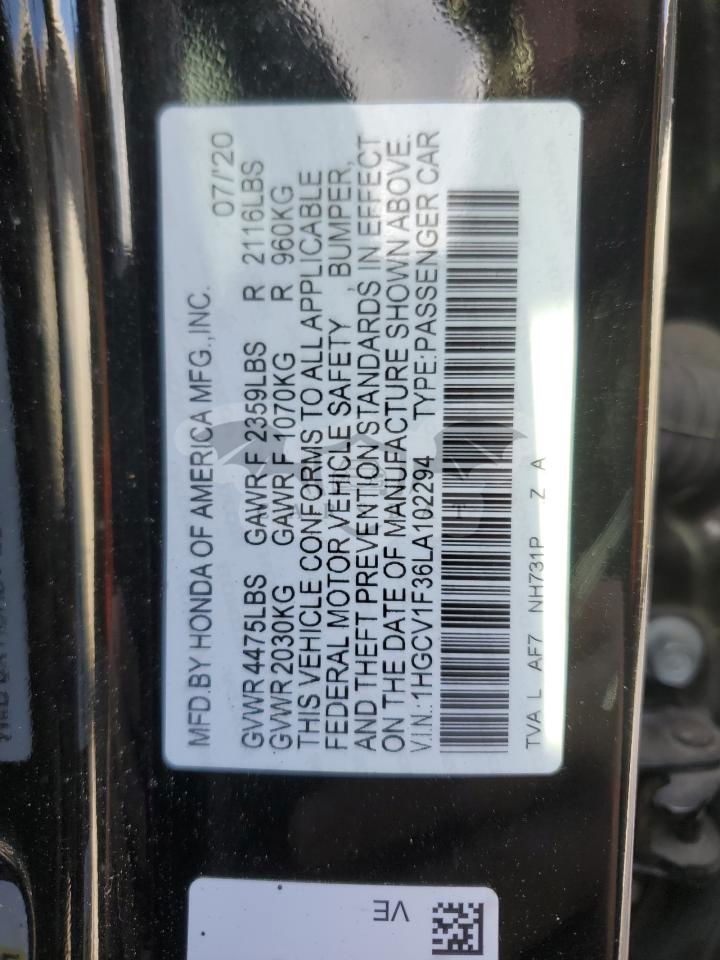 MFD.BY HONDA OF AMERICA MFG.,INC. 07/'20
GVWR 4475LBS GAWR F 2359LBS R 2116LBS
GVWR 2030KG GAWR F 1070KG R 960KG
THIS VEHICLE CONFORMS TO ALL APPLICABLE
FEDERAL MOTOR VEHICLE SAFETY , BUMPER,
AND THEFT PREVENTION STANDARDS IN EFFECT
ON THE DATE OF MANUFACTURE SHOWN ABOVE.
V.I.N.:1HGCV1F36LA102294 TYPE:PASSENGER CAR
TVA L AF7 NH731P Z A
VE